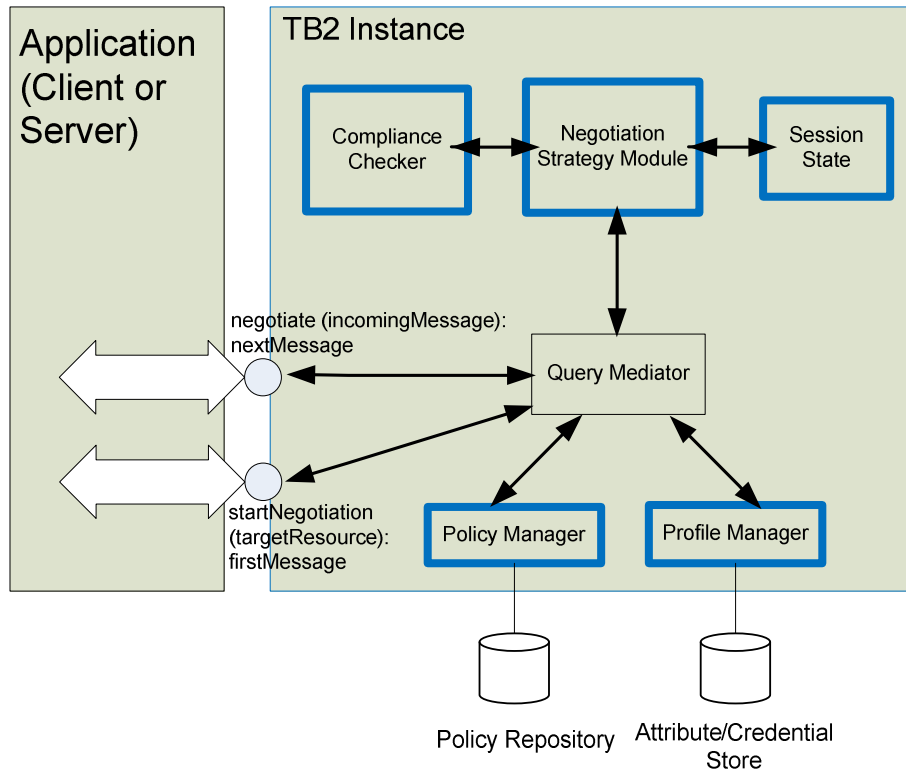 Application
(Client or
Server)
TB2 Instance
Compliance
Checker
Negotiation
Strategy Module
Session
State
negotiate (incomingMessage):
nextMessage
Query Mediator
startNegotiation
(targetResource):
firstMessage
Policy Manager
Profile Manager
Policy Repository
Attribute/Credential
Store